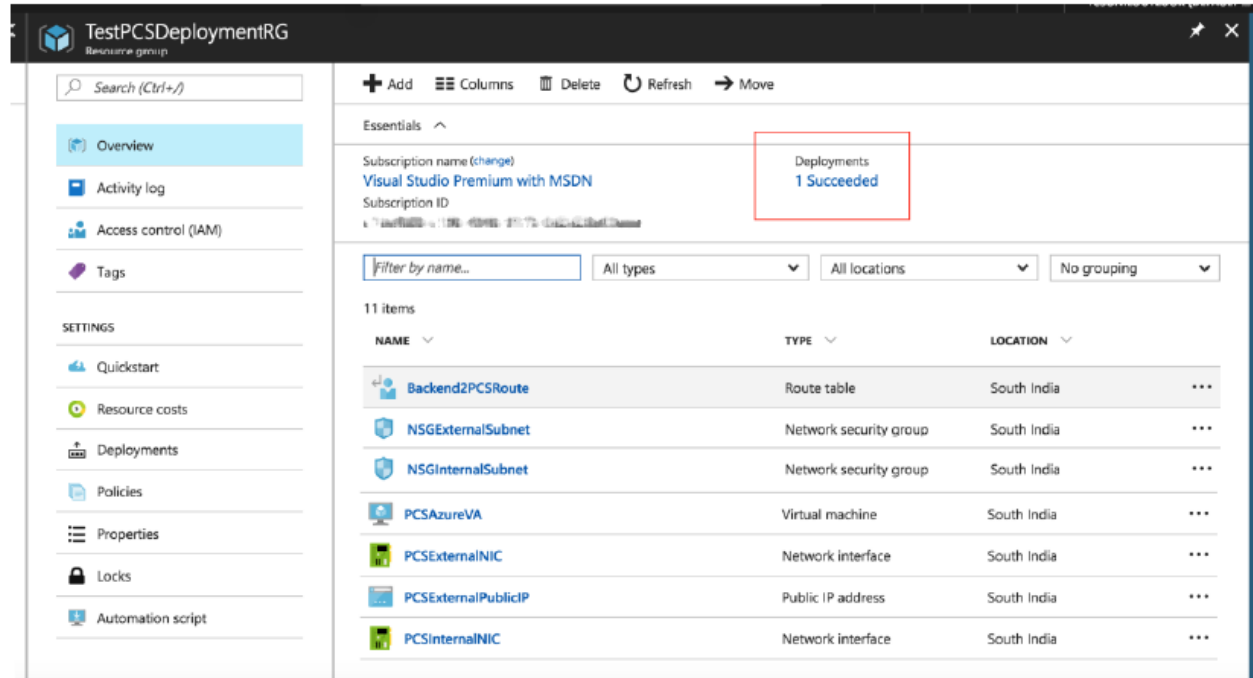 TestPCSDeploymentRG
Resource group
Search (Ctrl+/)
Overview
Activity log
Access control (IAM)
Tags
SETTINGS
Quickstart
Resource costs
Deployments
Policies
Properties
Locks
Automation script
Add Columns Delete Refresh Move
Essentials
Subscription name (change)
Visual Studio Premium with MSDN
Subscription ID
Deployments
1 Succeeded
Filter by name... All types All locations No grouping
11 items
NAME TYPE LOCATION
Backend2PCSRoute Route table South India
NSGExternalSubnet Network security group South India
NSGInternalSubnet Network security group South India
PCSAzureVA Virtual machine South India
PCSExternalNIC Network interface South India
PCSExternalPublicIP Public IP address South India
PCSInternalNIC Network interface South India